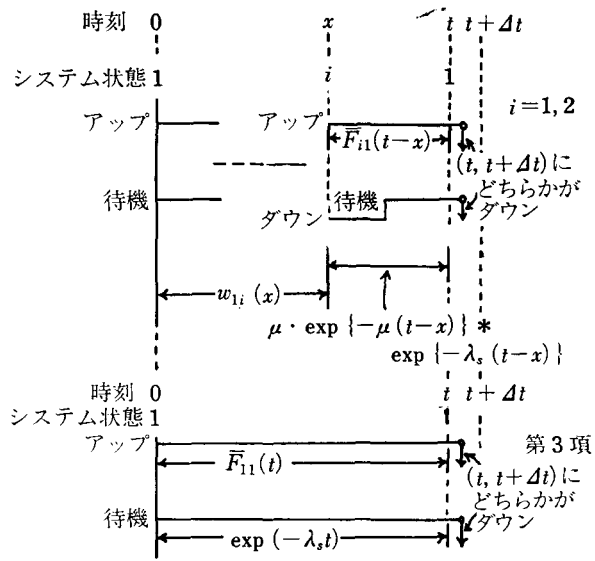 時刻 0 x t t+Δt
システム状態 1 i 1
アップ アップ i=1, 2
F̅i1(t−x)
(t, t+Δt)に
どちらかが
ダウン
待機 待機
ダウン
w1i (x)
μ・exp {−μ(t−x)} *
exp {−λs (t−x)}
時刻 0 t t+Δt
システム状態 1 1
アップ 第3項
F̅11(t)
(t, t+Δt)に
どちらかが
ダウン
待機
exp (−λst)